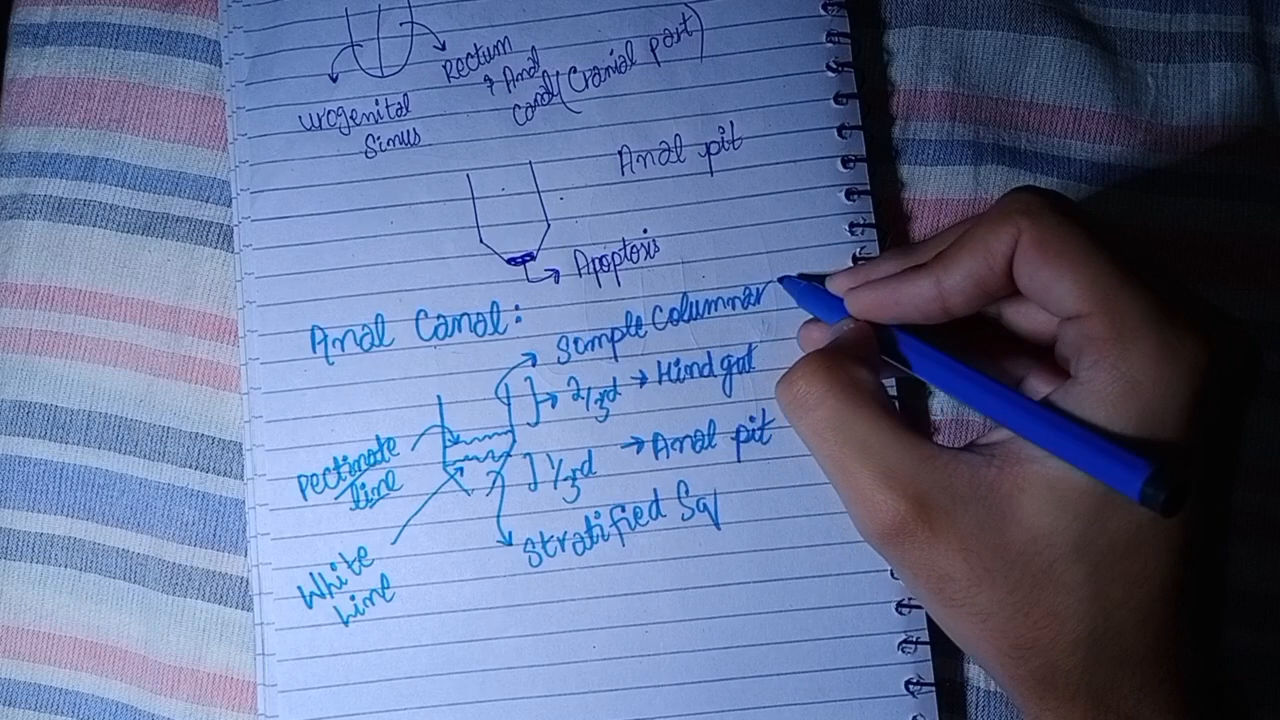 Rectum
& Anal
Canal (Cranial part)
urogenital
Sinus
Anal pit
Apoptosis
Anal Canal:
Simple Columnar
2/3rd → Hind gut
Pectinate
line
→ Anal pit
1/3rd
Stratified Sq
White
Line